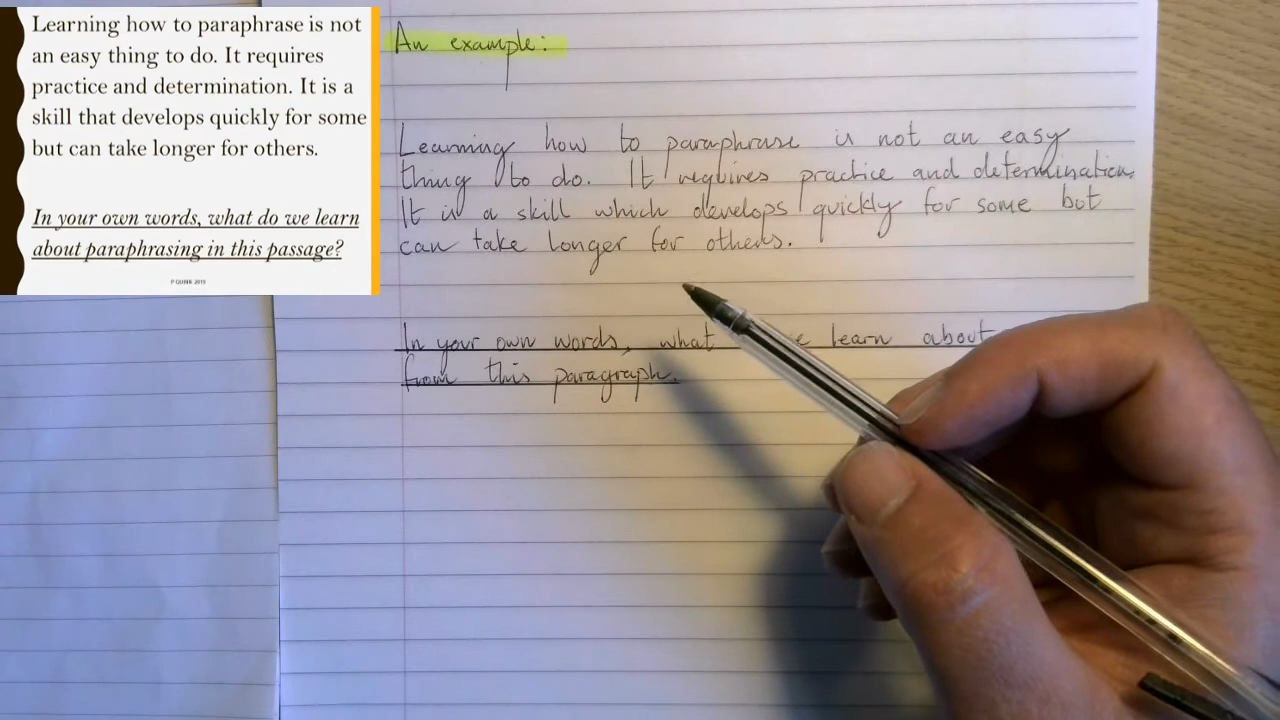 Learning how to paraphrase is not
an easy thing to do. It requires
practice and determination. It is a
skill that develops quickly for some
but can take longer for others.
In your own words, what do we learn
about paraphrasing in this passage?
P QUINN 2019
An example:
Learning how to paraphrase is not an easy
thing to do. It requires practice and determination.
It is a skill which develops quickly for some but
can take longer for others.
In your own words, what learn about
from this paragraph.